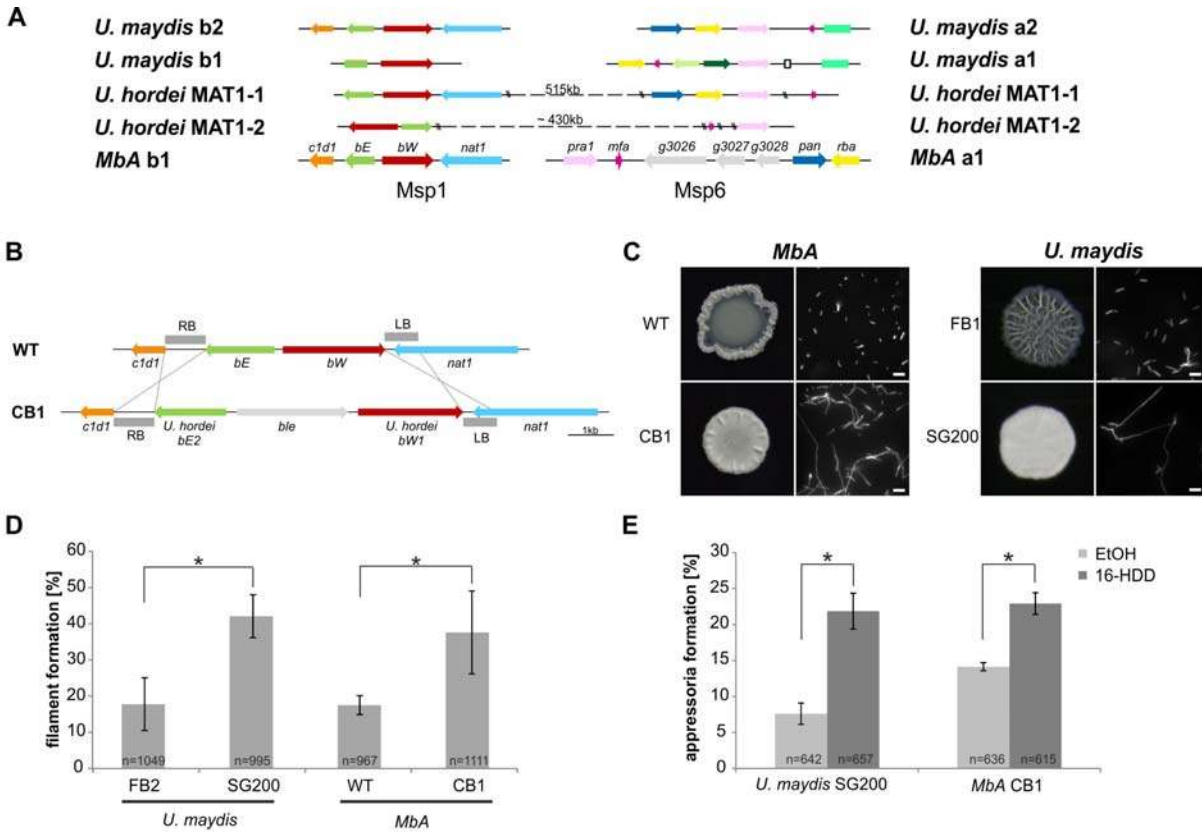 A
U. maydis b2
U. maydis a2
U. maydis b1
U. maydis a1
U. hordei MAT1-1
515kb
U. hordei MAT1-1
U. hordei MAT1-2
~ 430kb
U. hordei MAT1-2
c1d1 bE bW nat1 pra1 mfa g3026 g3027 g3028 pan rba
MbA b1
MbA a1
Msp1 Msp6
B
RB LB
WT
c1d1 bE bW nat1
CB1
c1d1 RB U. hordei bE2 ble U. hordei bW1 LB nat1
1kb
C
MbA U. maydis
WT FB1
CB1 SG200
D
filament formation [%]
60
50
40
30
20
10
0
* *
n=1049 n=995 n=967 n=1111
FB2 SG200 WT CB1
U. maydis MbA
E
appressoria formation [%]
30
25
20
15
10
5
0
* *
EtOH
16-HDD
n=642 n=657 n=636 n=615
U. maydis SG200 MbA CB1